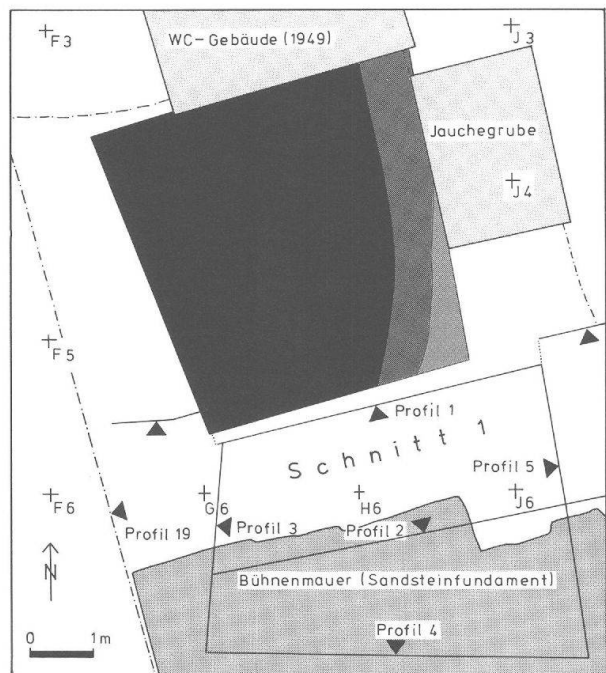 F3
WC-Gebäude (1949)
J3
Jauchegrube
J4
F5
Profil 1
Schnitt 1
Profil 5
F6
G6
H6
J6
Profil 19
Profil 3
Profil 2
N
Bühnenmauer (Sandsteinfundament)
Profil 4
0 1m